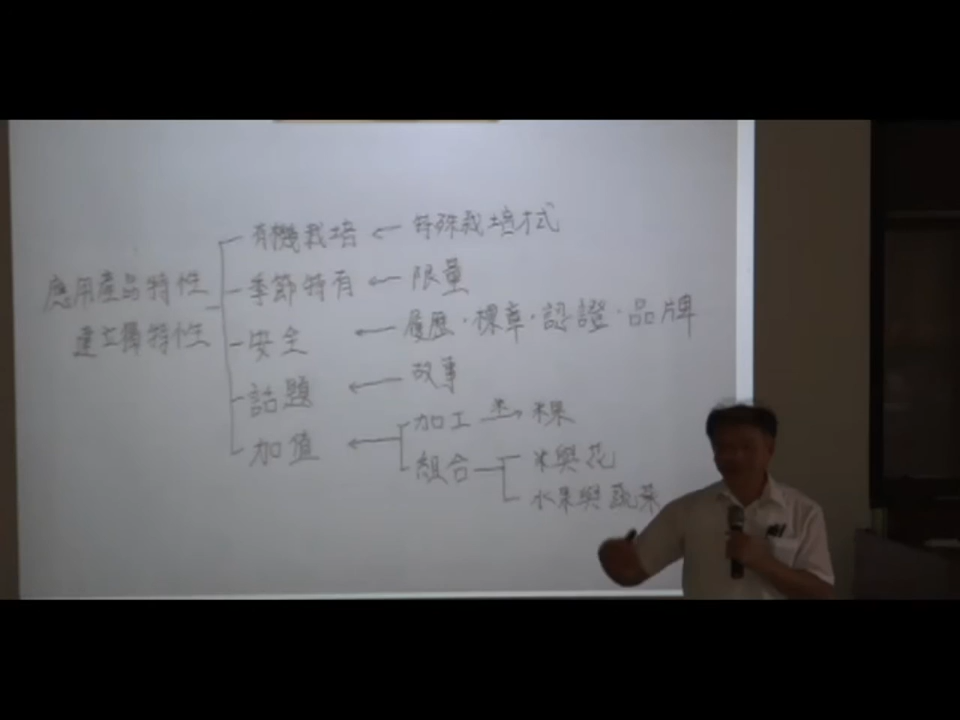 應用產品特性
建立獨特性
有機栽培 ← 特殊栽培方式
季節特有 ← 限量
安全 ← 履歷·標章·認證·品牌
話題 ← 故事
加值 ← 加工 米→ 粿
組合 米與花
水果與蔬菜